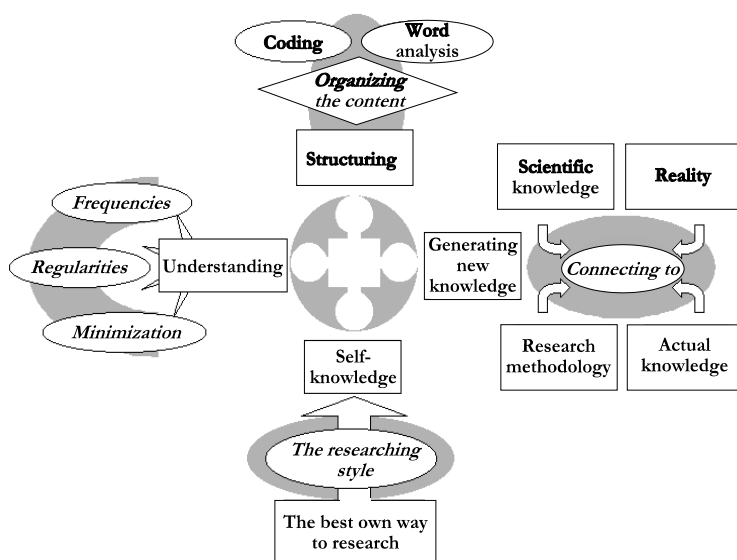 Coding
Word
analysis
Organizing
the content
Structuring
Scientific
knowledge
Reality
Frequencies
Regularities
Minimization
Understanding
Generating
new
knowledge
Connecting to
Research
methodology
Actual
knowledge
Self-
knowledge
The researching
style
The best own way
to research